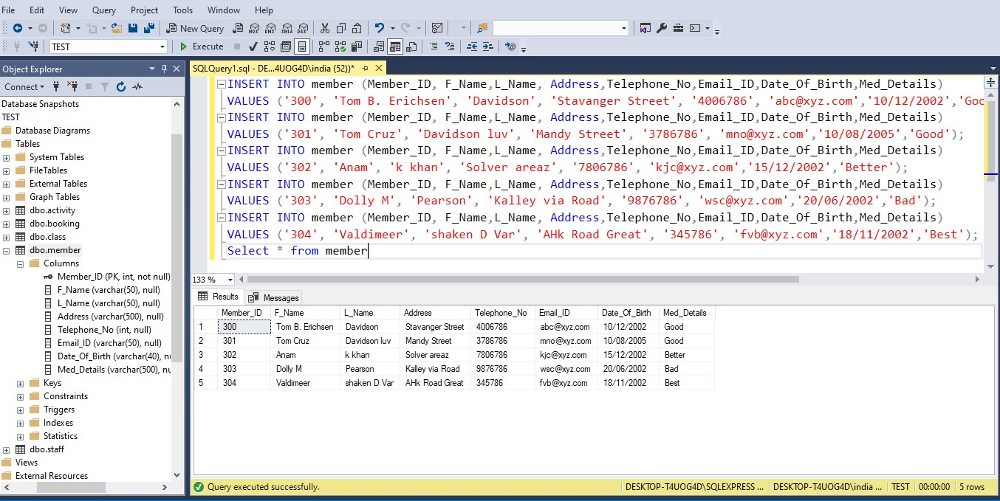 File Edit View Query Project Tools Window Help
New Query MDX DMX XMLA DAX
TEST Execute
Object Explorer
Connect
Database Snapshots
TEST
Database Diagrams
Tables
System Tables
FileTables
External Tables
Graph Tables
dbo.activity
dbo.booking
dbo.class
dbo.member
Columns
Member_ID (PK, int, not null)
F_Name (varchar(50), null)
L_Name (varchar(50), null)
Address (varchar(500), null)
Telephone_No (int, null)
Email_ID (varchar(50), null)
Date_Of_Birth (varchar(40), n
Med_Details (varchar(500), nu
Keys
Constraints
Triggers
Indexes
Statistics
dbo.staff
Views
External Resources
SQLQuery1.sql - DE...4UOG4D\india (52))*
INSERT INTO member (Member_ID, F_Name,L_Name, Address,Telephone_No,Email_ID,Date_Of_Birth,Med_Details)
VALUES ('300', 'Tom B. Erichsen', 'Davidson', 'Stavanger Street', '4006786', 'abc@xyz.com','10/12/2002','Goo
INSERT INTO member (Member_ID, F_Name,L_Name, Address,Telephone_No,Email_ID,Date_Of_Birth,Med_Details)
VALUES ('301', 'Tom Cruz', 'Davidson luv', 'Mandy Street', '3786786', 'mno@xyz.com','10/08/2005','Good');
INSERT INTO member (Member_ID, F_Name,L_Name, Address,Telephone_No,Email_ID,Date_Of_Birth,Med_Details)
VALUES ('302', 'Anam', 'k khan', 'Solver areaz', '7806786', 'kjc@xyz.com','15/12/2002','Better');
INSERT INTO member (Member_ID, F_Name,L_Name, Address,Telephone_No,Email_ID,Date_Of_Birth,Med_Details)
VALUES ('303', 'Dolly M', 'Pearson', 'Kalley via Road', '9876786', 'wsc@xyz.com','20/06/2002','Bad');
INSERT INTO member (Member_ID, F_Name,L_Name, Address,Telephone_No,Email_ID,Date_Of_Birth,Med_Details)
VALUES ('304', 'Valdimeer', 'shaken D Var', 'AHk Road Great', '345786', 'fvb@xyz.com','18/11/2002','Best');
Select * from member
133 %
Results Messages
Member_ID F_Name L_Name Address Telephone_No Email_ID Date_Of_Birth Med_Details
1 300 Tom B. Erichsen Davidson Stavanger Street 4006786 abc@xyz.com 10/12/2002 Good
2 301 Tom Cruz Davidson luv Mandy Street 3786786 mno@xyz.com 10/08/2005 Good
3 302 Anam k khan Solver areaz 7806786 kjc@xyz.com 15/12/2002 Better
4 303 Dolly M Pearson Kalley via Road 9876786 wsc@xyz.com 20/06/2002 Bad
5 304 Valdimeer shaken D Var AHk Road Great 345786 fvb@xyz.com 18/11/2002 Best
Query executed successfully. DESKTOP-T4UOG4D\SQLEXPRESS ... DESKTOP-T4UOG4D\india ... TEST 00:00:00 5 rows